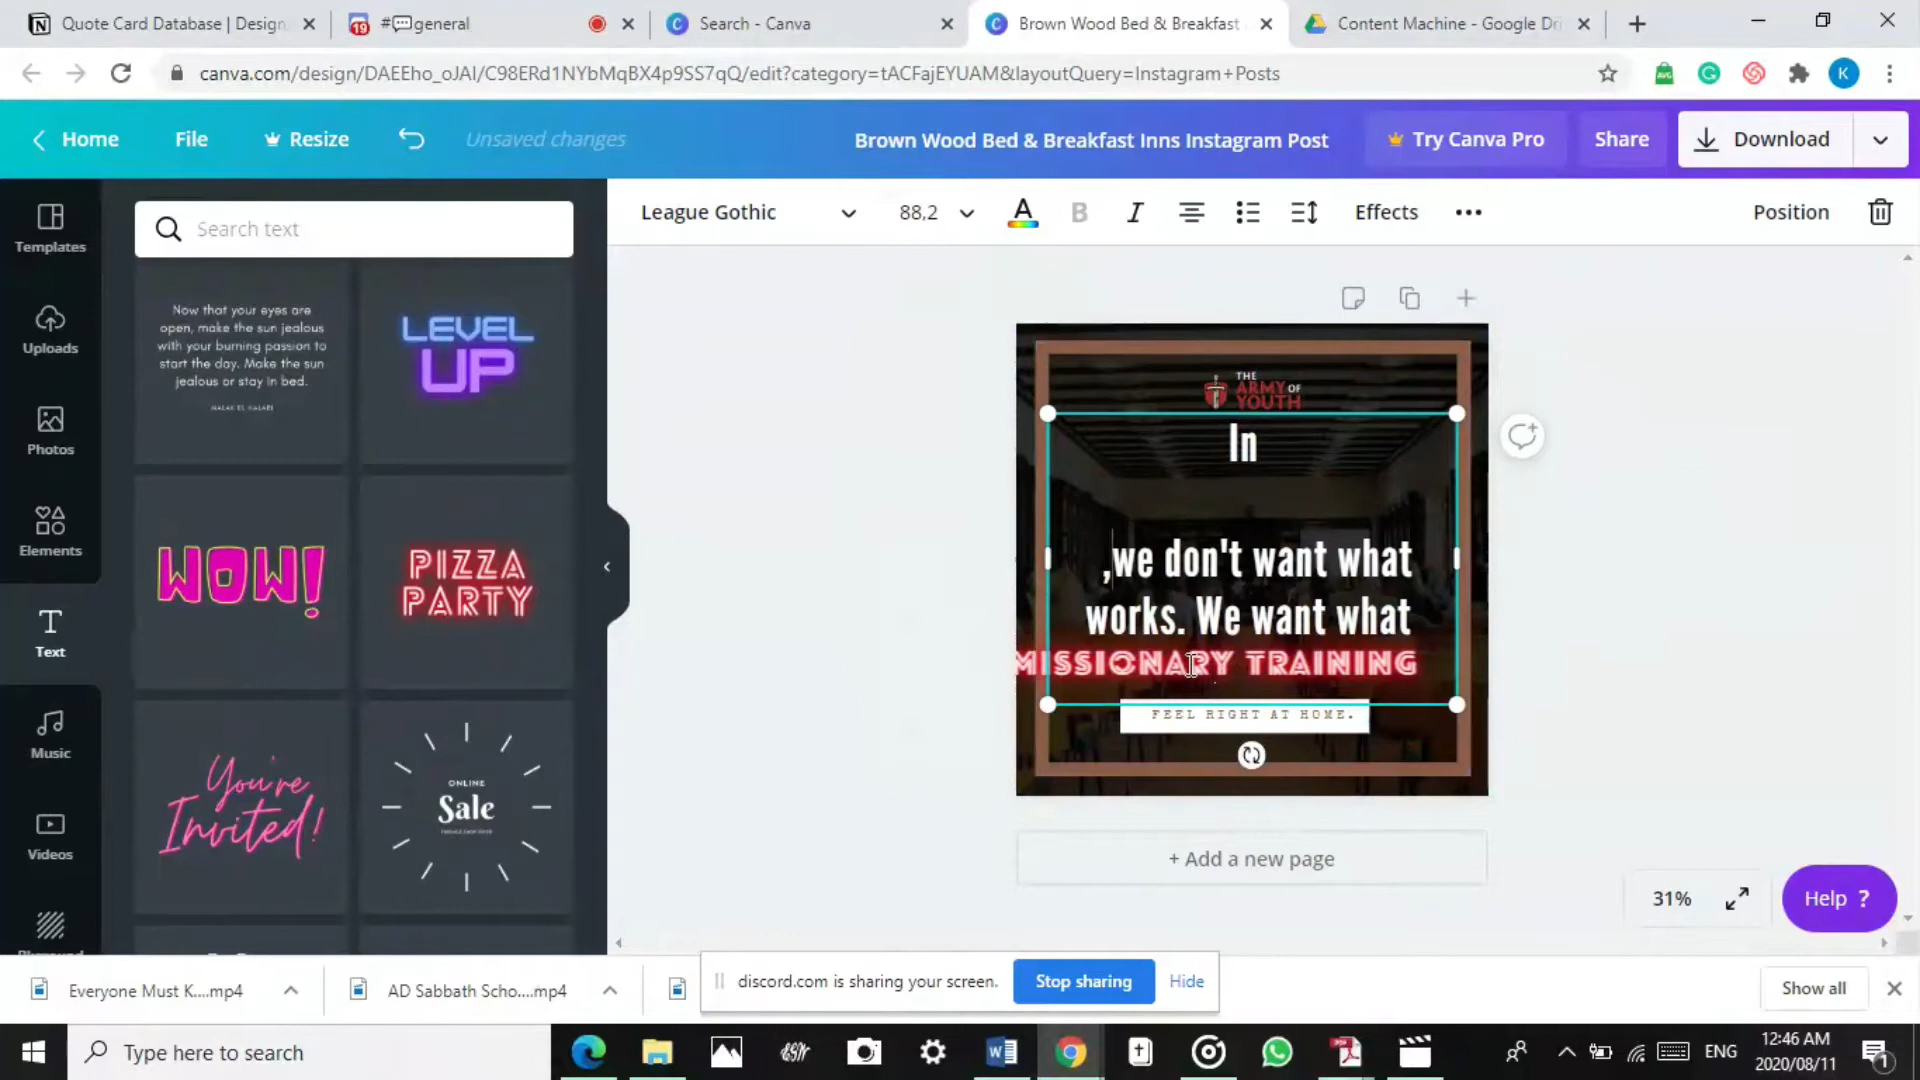 Quote Card Database | Design
19 #general
Search - Canva
Brown Wood Bed & Breakfast
Content Machine - Google Dri
canva.com/design/DAEEho_oJAI/C98ERd1NYbMqBX4p9SS7qQ/edit?category=tACFajEYUAM&layoutQuery=Instagram+Posts
K
Home
File
Resize
Unsaved changes
Brown Wood Bed & Breakfast Inns Instagram Post
Try Canva Pro
Share
Download
Templates
Uploads
Photos
Elements
Text
Music
Videos
Search text
Now that your eyes are
open, make the sun jealous
with your burning passion to
start the day. Make the sun
jealous or stay in bed.
MALAK EL HALABI
LEVEL
UP
WOW!
PIZZA
PARTY
You're
Invited!
ONLINE
Sale
League Gothic
88,2
A
B
I
Effects
Position
THE
ARMY OF
YOUTH
In
,we don't want what
works. We want what
MISSIONARY TRAINING
FEEL RIGHT AT HOME.
+ Add a new page
31%
Help ?
Everyone Must K....mp4
AD Sabbath Scho....mp4
discord.com is sharing your screen.
Stop sharing
Hide
Show all
Type here to search
ENG
12:46 AM
2020/08/11
1